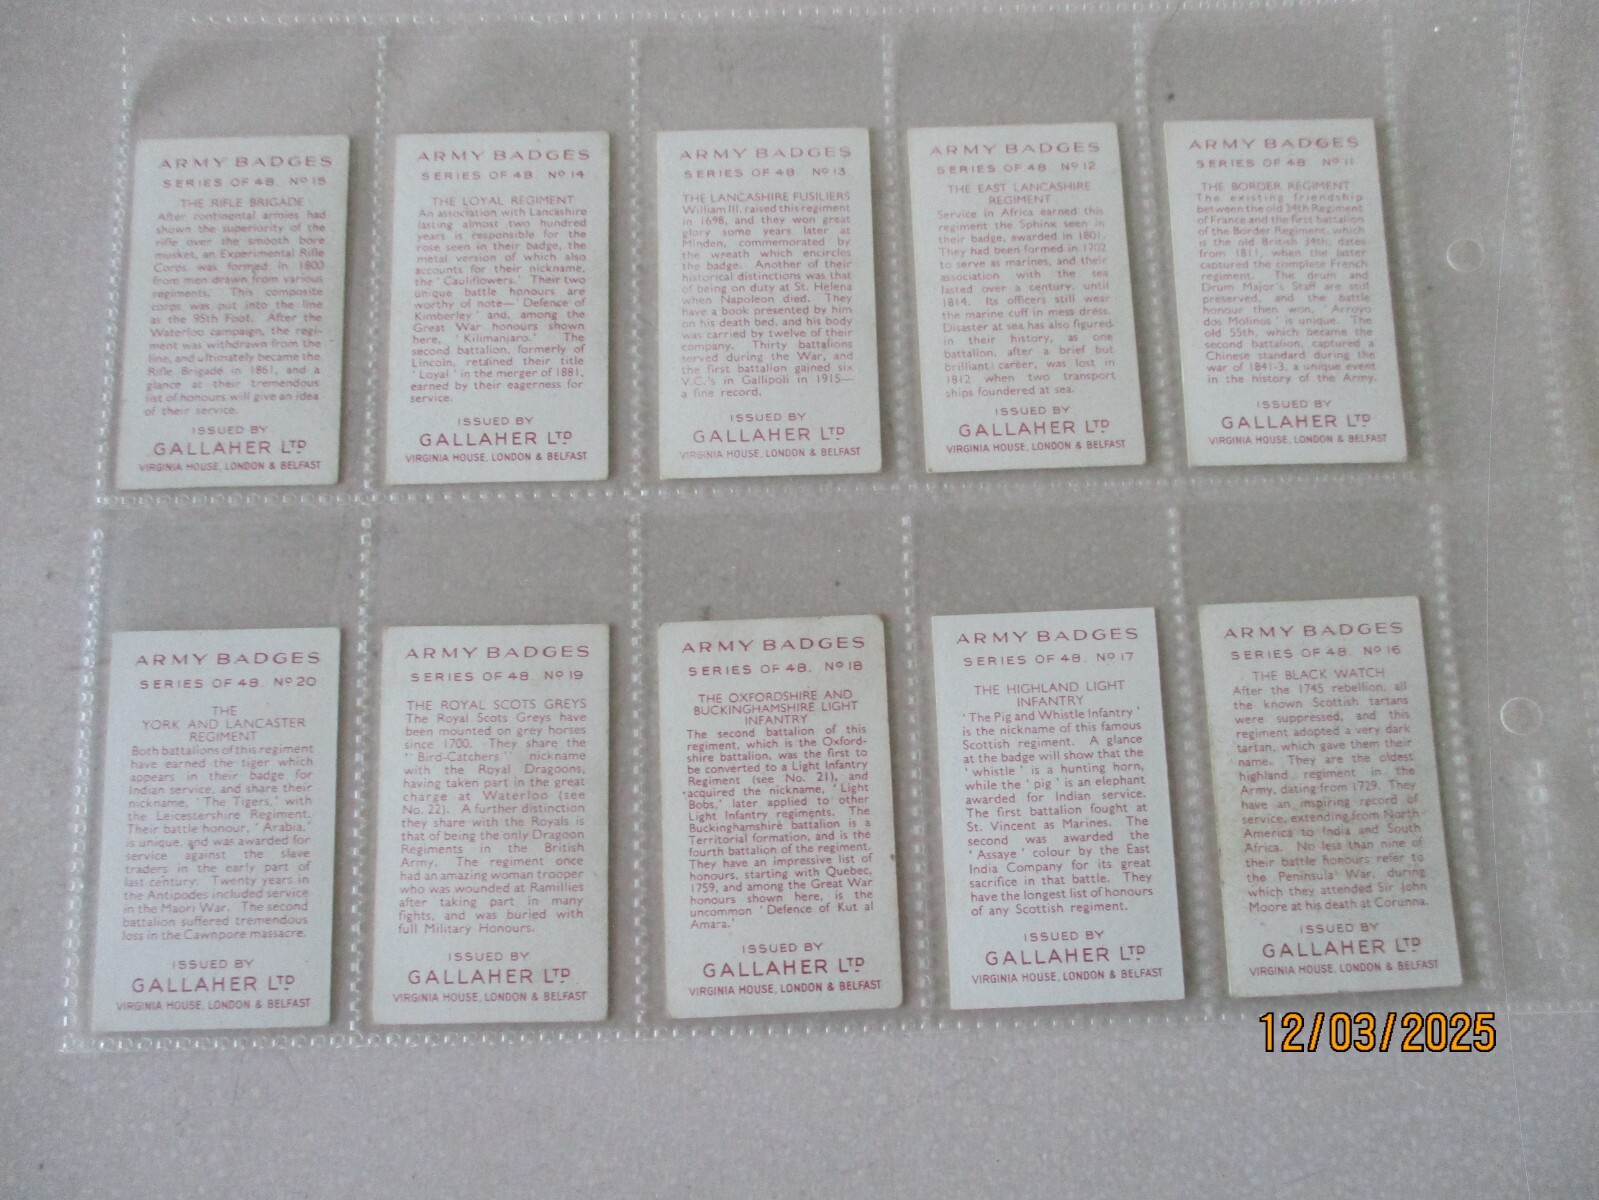 ARMY BADGES
SERIES OF 48 Nº 15
THE RIFLE BRIGADE
After continental armies had
shown the superiority of the
rifle over the smooth bore
musket, an Experimental Rifle
Corps was formed in 1800
from men drawn from various
regiments. This composite
corps was put into the line
as the 95th Foot. After the
Waterloo campaign, the regi-
ment was withdrawn from the
line, and ultimately became the
Rifle Brigade in 1861, and a
glance at their tremendous
list of honours will give an idea
of their service.
ISSUED BY
GALLAHER LTD
VIRGINIA HOUSE, LONDON & BELFAST
ARMY BADGES
SERIES OF 48 Nº 14
THE LOYAL REGIMENT
An association with Lancashire
lasting almost two hundred
years is responsible for the
rose seen in their badge, the
metal version of which also
accounts for their nickname,
the ' Cauliflowers.' Their two
unique battle honours are
worthy of note—' Defence of
Kimberley ' and, among the
Great War honours shown
here, ' Kilimanjaro.' The
second battalion, formerly of
Lincoln, retained their title
' Loyal ' in the merger of 1881,
earned by their eagerness for
service.
ISSUED BY
GALLAHER LTD
VIRGINIA HOUSE, LONDON & BELFAST
ARMY BADGES
SERIES OF 48 Nº 13
THE LANCASHIRE FUSILIERS
William III. raised this regiment
in 1698, and they won great
glory some years later at
Minden, commemorated by
the wreath which encircles
the badge. Another of their
historical distinctions was that
of being on duty at St. Helena
when Napoleon died. They
have a book presented by him
on his death bed, and his body
was carried by twelve of their
company. Thirty battalions
served during the War, and
the first battalion gained six
V.C.'s in Gallipoli in 1915—
a fine record.
ISSUED BY
GALLAHER LTD
VIRGINIA HOUSE, LONDON & BELFAST
ARMY BADGES
SERIES OF 48 Nº 12
THE EAST LANCASHIRE
REGIMENT
Service in Africa earned this
regiment the Sphinx seen in
their badge, awarded in 1801.
They had been formed in 1702
to serve as marines, and their
association with the sea
lasted over a century, until
1814. Its officers still wear
the marine cuff in mess dress.
Disaster at sea has also figured
in their history, as one
battalion, after a brief but
brilliant career, was lost in
1812 when two transport
ships foundered at sea.
ISSUED BY
GALLAHER LTD
VIRGINIA HOUSE, LONDON & BELFAST
ARMY BADGES
SERIES OF 48 Nº 11
THE BORDER REGIMENT
The existing friendship
between the old 34th Regiment
of France and the first battalion
of the Border Regiment, which
is the old British 34th, dates
from 1811, when the latter
captured the complete French
regiment. The drum and
Drum Major's Staff are still
preserved, and the battle
honour then won, ' Arroyo
dos Molinos ' is unique. The
old 55th, which became the
second battalion, captured a
Chinese standard during the
war of 1841-3, a unique event
in the history of the Army.
ISSUED BY
GALLAHER LTD
VIRGINIA HOUSE, LONDON & BELFAST
ARMY BADGES
SERIES OF 48. Nº 20
THE
YORK AND LANCASTER
REGIMENT
Both battalions of this regiment
have earned the tiger which
appears in their badge for
Indian service, and share their
nickname, ' The Tigers,' with
the Leicestershire Regiment.
Their battle honour, ' Arabia,'
is unique, and was awarded for
service against the slave
traders in the early part of
last century. Twenty years in
the Antipodes included service
in the Maori War. The second
battalion suffered tremendous
loss in the Cawnpore massacre.
ISSUED BY
GALLAHER LTD
VIRGINIA HOUSE, LONDON & BELFAST
ARMY BADGES
SERIES OF 48. Nº 19
THE ROYAL SCOTS GREYS
The Royal Scots Greys have
been mounted on grey horses
since 1700. They share the
" Bird-Catchers " nickname
with the Royal Dragoons,
having taken part in the great
charge at Waterloo (see
No. 22). A further distinction
they share with the Royals is
that of being the only Dragoon
Regiments in the British
Army. The regiment once
had an amazing woman trooper
who was wounded at Ramillies
after taking part in many
fights, and was buried with
full Military Honours.
ISSUED BY
GALLAHER LTD
VIRGINIA HOUSE, LONDON & BELFAST
ARMY BADGES
SERIES OF 48. Nº 18
THE OXFORDSHIRE AND
BUCKINGHAMSHIRE LIGHT
INFANTRY
The second battalion of this
regiment, which is the Oxford-
shire battalion, was the first to
be converted to a Light Infantry
Regiment (see No. 21), and
acquired the nickname, ' Light
Bobs,' later applied to other
Light Infantry regiments. The
Buckinghamshire battalion is a
Territorial formation, and is the
fourth battalion of the regiment.
They have an impressive list of
honours, starting with Quebec,
1759, and among the Great War
honours shown here, is the
uncommon ' Defence of Kut al
Amara.'
ISSUED BY
GALLAHER LTD
VIRGINIA HOUSE, LONDON & BELFAST
ARMY BADGES
SERIES OF 48. Nº 17
THE HIGHLAND LIGHT
INFANTRY
' The Pig and Whistle Infantry '
is the nickname of this famous
Scottish regiment. A glance
at the badge will show that the
' whistle ' is a hunting horn,
while the ' pig ' is an elephant
awarded for Indian service.
The first battalion fought at
St. Vincent as Marines. The
second was awarded the
' Assaye ' colour by the East
India Company for its great
sacrifice in that battle. They
have the longest list of honours
of any Scottish regiment.
ISSUED BY
GALLAHER LTD
VIRGINIA HOUSE, LONDON & BELFAST
ARMY BADGES
SERIES OF 48. Nº 16
THE BLACK WATCH
After the 1745 rebellion, all
the known Scottish tartans
were suppressed, and this
regiment adopted a very dark
tartan, which gave them their
name. They are the oldest
highland regiment in the
Army, dating from 1729. They
have an inspiring record of
service, extending from North
America to India and South
Africa. No less than nine of
their battle honours refer to
the Peninsula War, during
which they attended Sir John
Moore at his death at Corunna.
ISSUED BY
GALLAHER LTD
VIRGINIA HOUSE, LONDON & BELFAST
12/03/2025